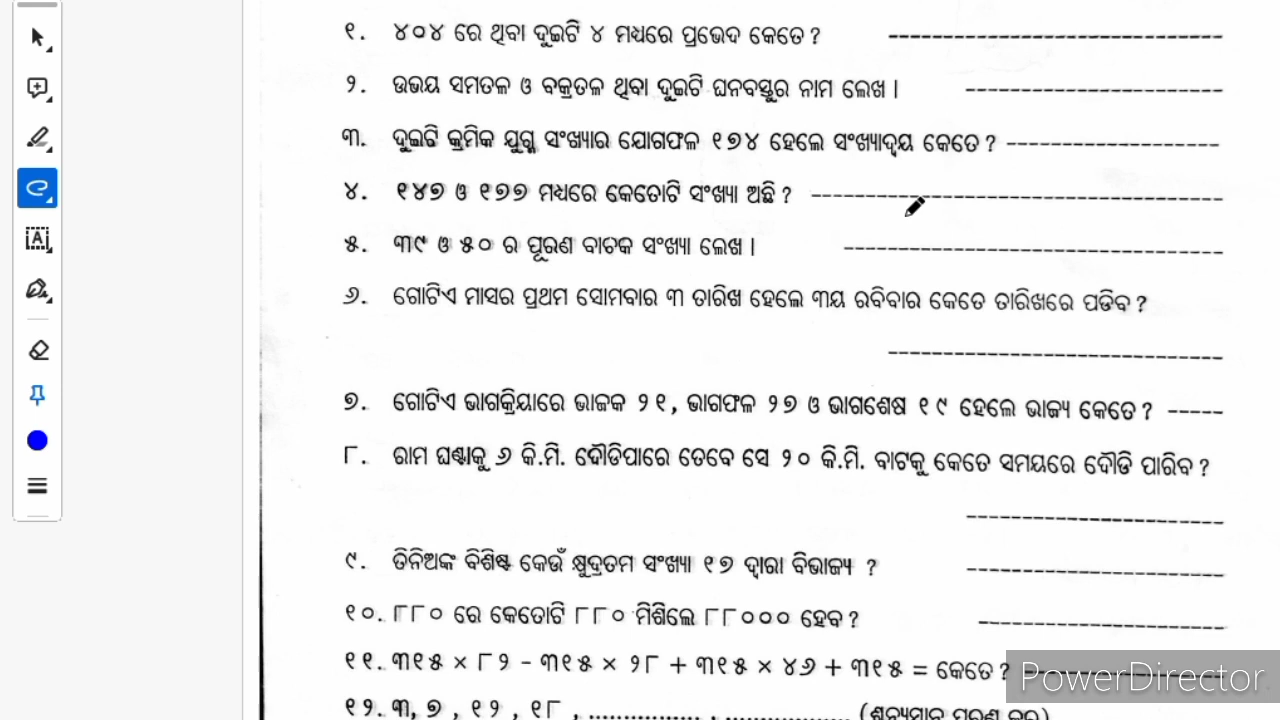 ୧. ୪୦୪ ରେ ଥିବା ଦୁଇଟି ୪ ମଧ୍ୟରେ ପ୍ରଭେଦ କେତେ ?
୨. ଉଭୟ ସମତଳ ଓ ବକ୍ରତଳ ଥିବା ଦୁଇଟି ଘନବସ୍ତୁର ନାମ ଲେଖ ।
୩. ଦୁଇଟି କ୍ରମିକ ଯୁଗ୍ମ ସଂଖ୍ୟାର ଯୋଗଫଳ ୧୭୪ ହେଲେ ସଂଖ୍ୟାଦ୍ୱୟ କେତେ ?
୪. ୧୪୭ ଓ ୧୭୭ ମଧ୍ୟରେ କେତୋଟି ସଂଖ୍ୟା ଅଛି ?
୫. ୩୯ ଓ ୫୦ ର ପୂରଣ ବାଚକ ସଂଖ୍ୟା ଲେଖ ।
୬. ଗୋଟିଏ ମାସର ପ୍ରଥମ ସୋମବାର ୩ ତାରିଖ ହେଲେ ୩ୟ ରବିବାର କେତେ ତାରିଖରେ ପଡିବ ?
୭. ଗୋଟିଏ ଭାଗକ୍ରିୟାରେ ଭାଜକ ୨୧, ଭାଗଫଳ ୨୭ ଓ ଭାଗଶେଷ ୧୯ ହେଲେ ଭାଜ୍ୟ କେତେ ?
୮. ରାମ ଘଣ୍ଟାକୁ ୬ କି.ମି. ଦୌଡିପାରେ ତେବେ ସେ ୨୦ କି.ମି. ବାଟକୁ କେତେ ସମୟରେ ଦୌଡି ପାରିବ ?
୯. ତିନିଅଙ୍କ ବିଶିଷ୍ଟ କେଉଁ କ୍ଷୁଦ୍ରତମ ସଂଖ୍ୟା ୧୭ ଦ୍ୱାରା ବିଭାଜ୍ୟ ?
୧୦. ୮୮୦ ରେ କେତୋଟି ୮୮୦ ମିଶିଲେ ୮୮୦୦୦ ହେବ ?
୧୧. ୩୧୫ × ୮୨ - ୩୧୫ × ୨୮ + ୩୧୫ × ୪୬ + ୩୧୫ = କେତେ ?
PowerDirector
୧୨. ୩, ୭, ୧୨, ୧୮, ................ , .................. (ଶୂନ୍ୟସ୍ଥାନ ପୂରଣ କର)